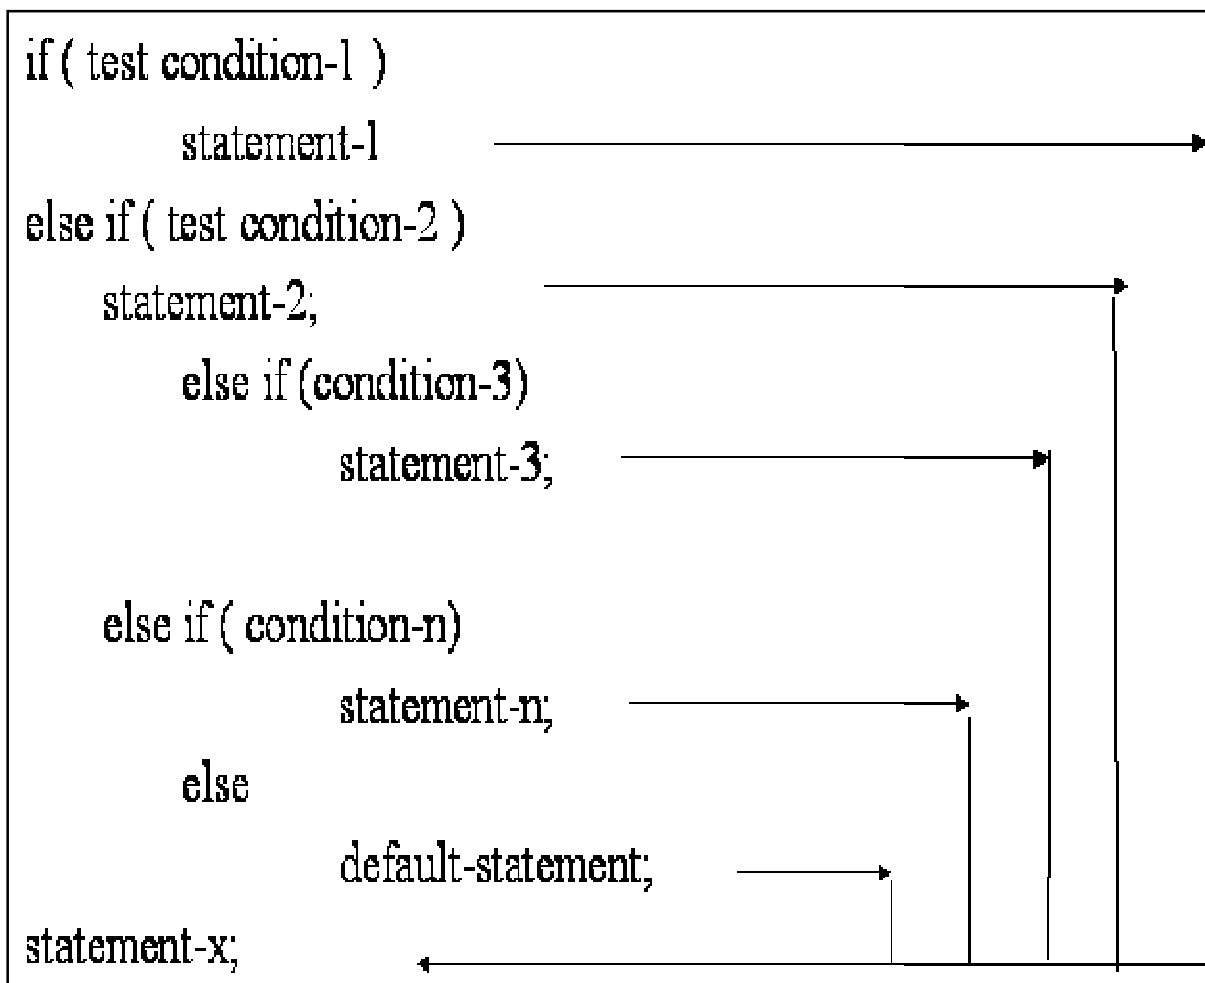 if ( test condition-1 )
statement-1
else if ( test condition-2 )
statement-2;
else if (condition-3)
statement-3;
else if ( condition-n)
statement-n;
else
default-statement;
statement-x;